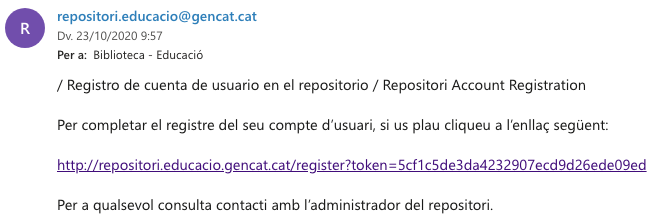 R
repositori.educacio@gencat.cat
Dv. 23/10/2020 9:57
Per a: Biblioteca - Educació
/ Registro de cuenta de usuario en el repositorio / Repositori Account Registration
Per completar el registre del seu compte d’usuari, si us plau cliqueu a l’enllaç següent:
http://repositori.educacio.gencat.cat/register?token=5cf1c5de3da4232907ecd9d26ede09ed
Per a qualsevol consulta contacti amb l’administrador del repositori.